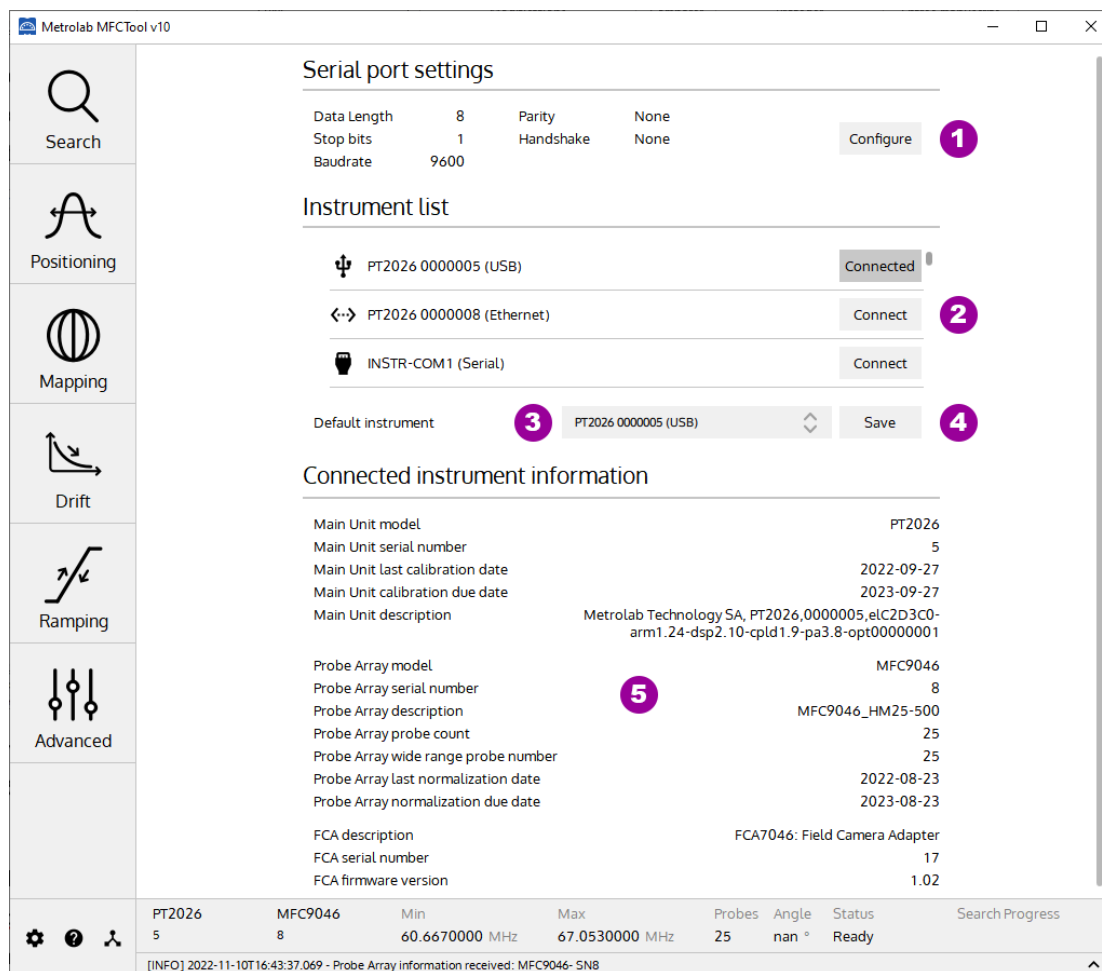 Metrolab MFCTool v10
Search
Positioning
Mapping
Drift
Ramping
Advanced
Serial port settings
Data Length 8 Parity None
Stop bits 1 Handshake None
Baudrate 9600
Configure 1
Instrument list
PT2026 0000005 (USB) Connected
PT2026 0000008 (Ethernet) Connect 2
INSTR-COM1 (Serial) Connect
Default instrument 3 PT2026 0000005 (USB) Save 4
Connected instrument information
Main Unit model PT2026
Main Unit serial number 5
Main Unit last calibration date 2022-09-27
Main Unit calibration due date 2023-09-27
Main Unit description Metrolab Technology SA, PT2026,0000005,elC2D3C0-
arm1.24-dsp2.10-cpld1.9-pa3.8-opt00000001
Probe Array model MFC9046
Probe Array serial number 8
5
Probe Array description MFC9046_HM25-500
Probe Array probe count 25
Probe Array wide range probe number 25
Probe Array last normalization date 2022-08-23
Probe Array normalization due date 2023-08-23
FCA description FCA7046: Field Camera Adapter
FCA serial number 17
FCA firmware version 1.02
PT2026 MFC9046 Min Max Probes Angle Status Search Progress
5 8 60.6670000 MHz 67.0530000 MHz 25 nan ° Ready
[INFO] 2022-11-10T16:43:37.069 - Probe Array information received: MFC9046- SN8